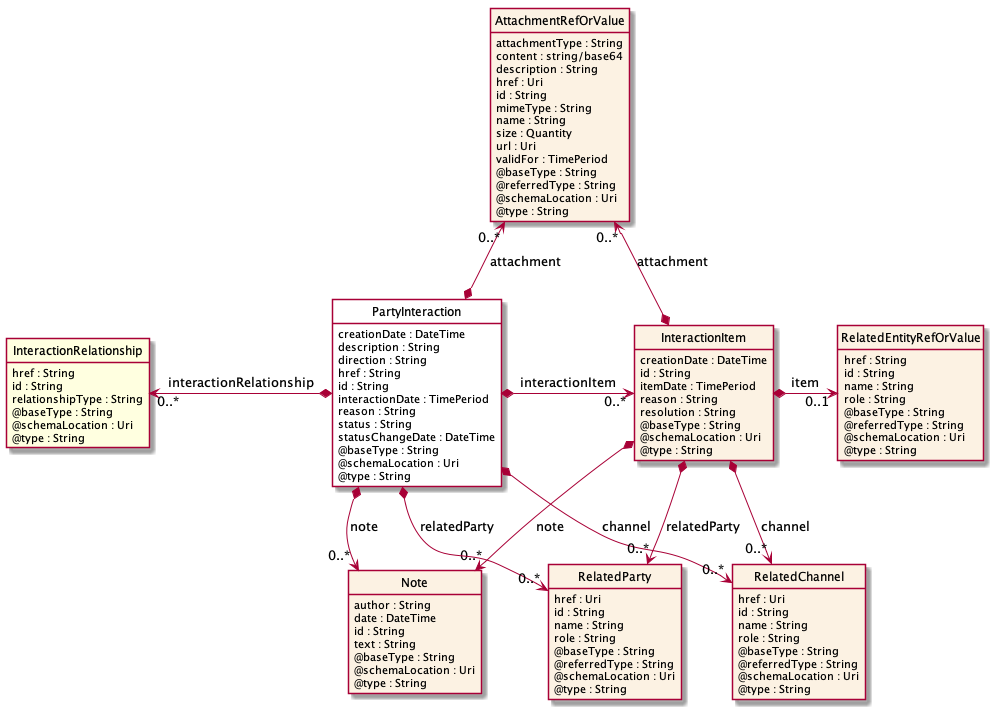 AttachmentRefOrValue
attachmentType : String
content : string/base64
description : String
href : Uri
id : String
mimeType : String
name : String
size : Quantity
url : Uri
validFor : TimePeriod
@baseType : String
@referredType : String
@schemaLocation : Uri
@type : String
0..*
0..*
attachment
attachment
PartyInteraction
creationDate : DateTime
description : String
direction : String
href : String
id : String
interactionDate : TimePeriod
reason : String
status : String
statusChangeDate : DateTime
@baseType : String
@schemaLocation : Uri
@type : String
InteractionItem
creationDate : DateTime
id : String
itemDate : TimePeriod
reason : String
resolution : String
@baseType : String
@schemaLocation : Uri
@type : String
RelatedEntityRefOrValue
href : String
id : String
name : String
role : String
@baseType : String
@referredType : String
@schemaLocation : Uri
@type : String
InteractionRelationship
href : String
id : String
relationshipType : String
@baseType : String
@schemaLocation : Uri
@type : String
interactionRelationship
0..*
interactionItem
0..*
item
0..1
note
relatedParty
note
channel
relatedParty
channel
0..*
0..*
0..*
0..*
0..*
0..*
Note
author : String
date : DateTime
id : String
text : String
@baseType : String
@schemaLocation : Uri
@type : String
RelatedParty
href : Uri
id : String
name : String
role : String
@baseType : String
@referredType : String
@schemaLocation : Uri
@type : String
RelatedChannel
href : Uri
id : String
name : String
role : String
@baseType : String
@referredType : String
@schemaLocation : Uri
@type : String